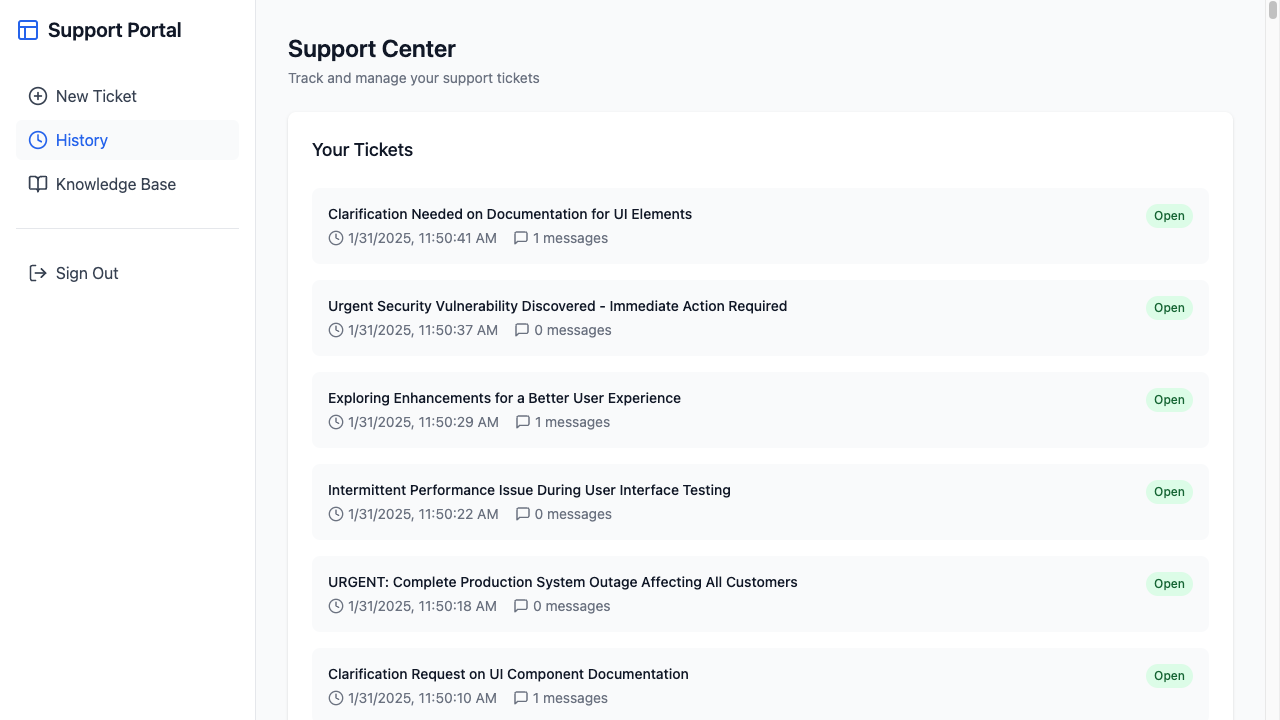 Support Portal
New Ticket
History
Knowledge Base
Sign Out
Support Center
Track and manage your support tickets
Your Tickets
Clarification Needed on Documentation for UI Elements
Open
1/31/2025, 11:50:41 AM 1 messages
Urgent Security Vulnerability Discovered - Immediate Action Required
Open
1/31/2025, 11:50:37 AM 0 messages
Exploring Enhancements for a Better User Experience
Open
1/31/2025, 11:50:29 AM 1 messages
Intermittent Performance Issue During User Interface Testing
Open
1/31/2025, 11:50:22 AM 0 messages
URGENT: Complete Production System Outage Affecting All Customers
Open
1/31/2025, 11:50:18 AM 0 messages
Clarification Request on UI Component Documentation
Open
1/31/2025, 11:50:10 AM 1 messages